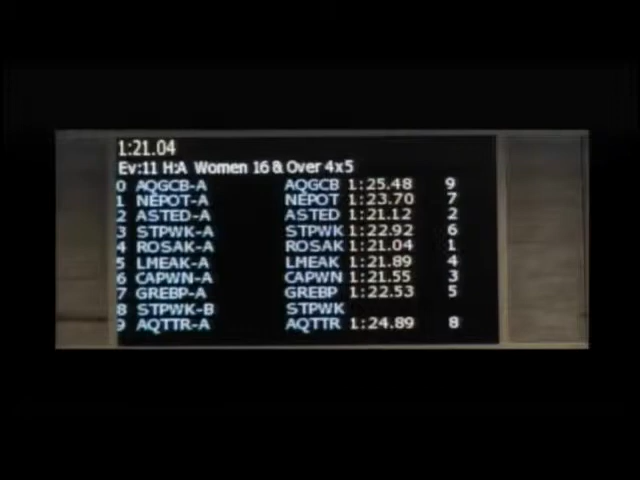 1:21.04
Ev:11 H:A Women 16 & Over 4x5
0 AQGCB-A AQGCB 1:25.48 9
1 NEPOT-A NEPOT 1:23.70 7
2 ASTED-A ASTED 1:21.12 2
3 STPWK-A STPWK 1:22.92 6
4 ROSAK-A ROSAK 1:21.04 1
5 LMEAK-A LMEAK 1:21.89 4
6 CAPWN-A CAPWN 1:21.55 3
7 GREBP-A GREBP 1:22.53 5
8 STPWK-B STPWK
9 AQTTR-A AQTTR 1:24.89 8